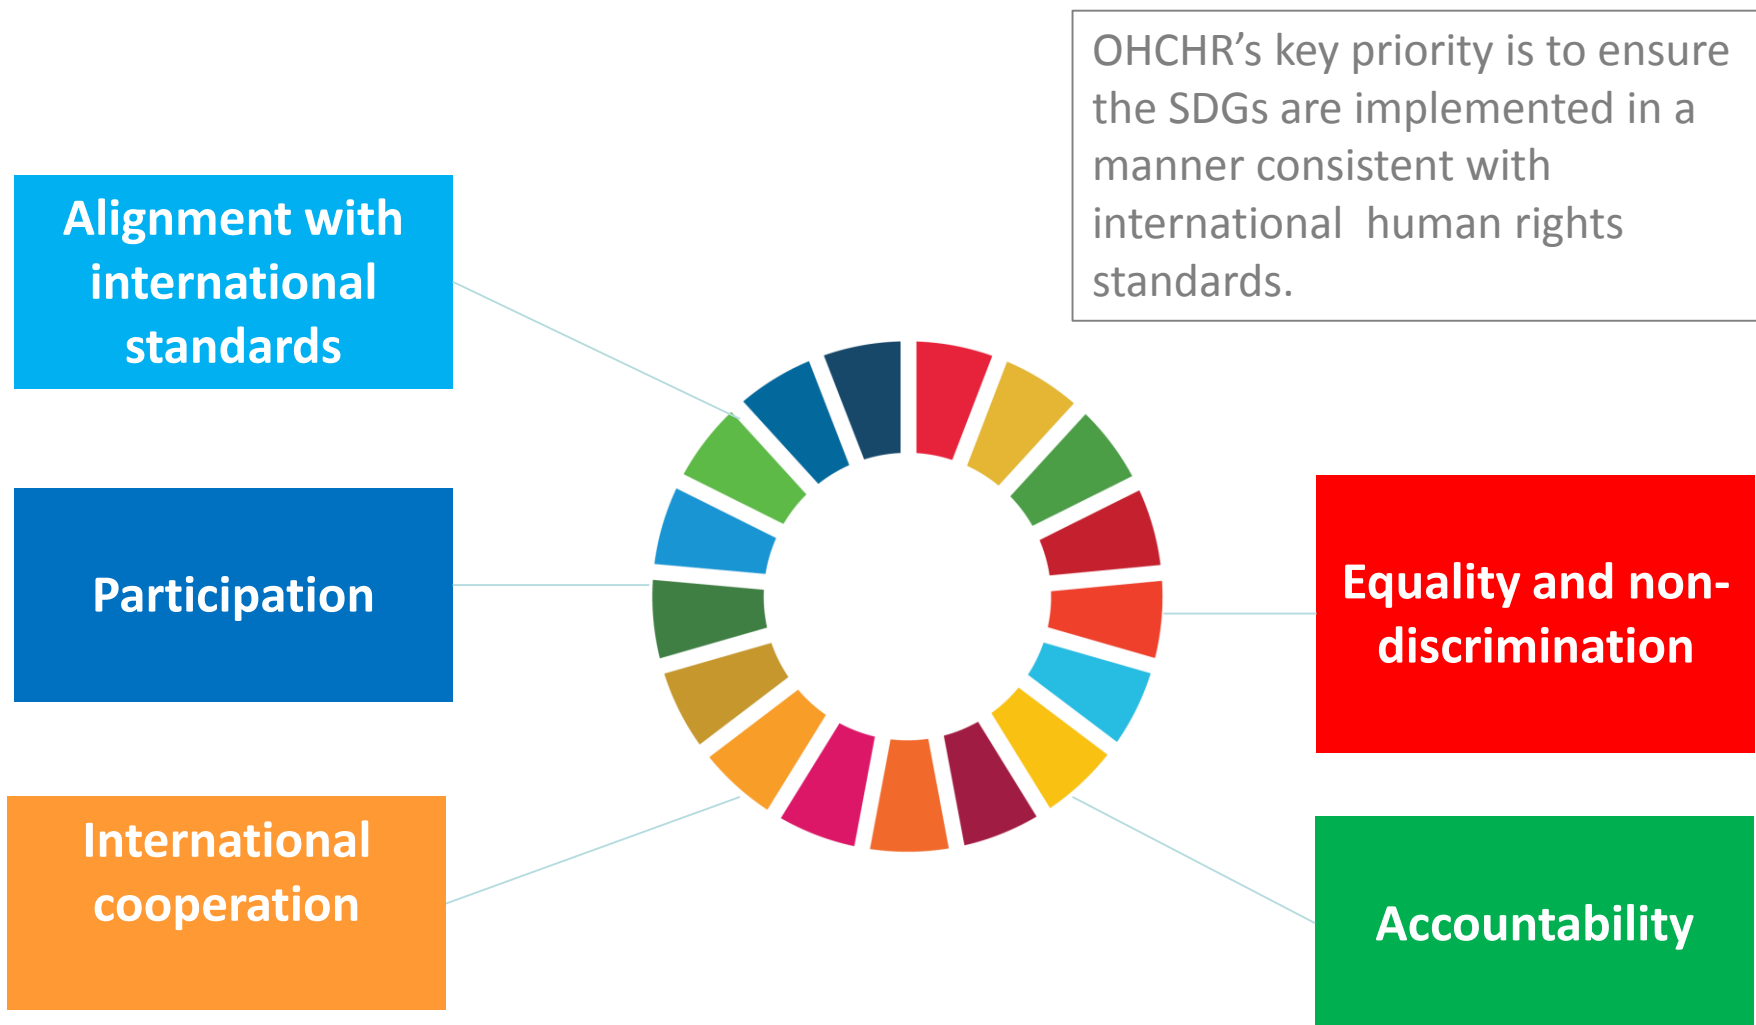 OHCHR’s key priority is to ensure
the SDGs are implemented in a
manner consistent with
international  human rights
standards.
Alignment with
international
standards
Participation
International
cooperation
Equality and non-
discrimination
Accountability